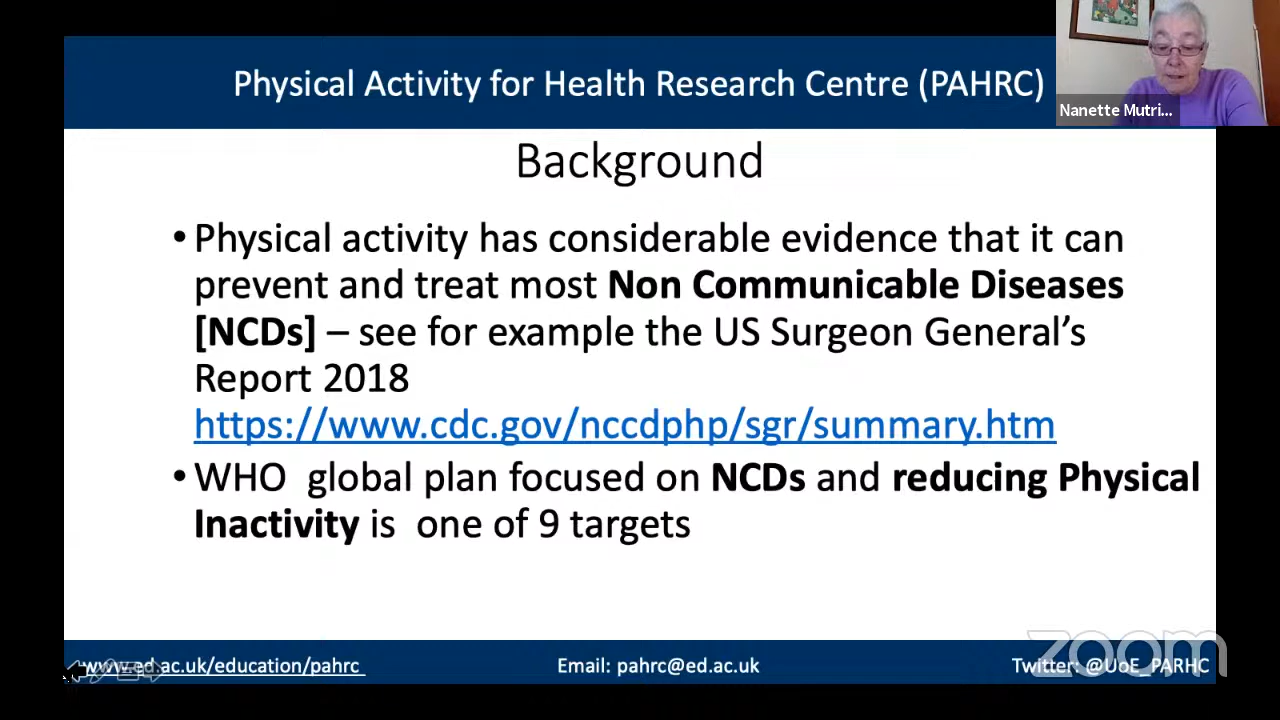 Physical Activity for Health Research Centre (PAHRC)
Nanette Mutri...
Background
• Physical activity has considerable evidence that it can
prevent and treat most Non Communicable Diseases
[NCDs] – see for example the US Surgeon General’s
Report 2018
https://www.cdc.gov/nccdphp/sgr/summary.htm
• WHO  global plan focused on NCDs and reducing Physical
Inactivity is  one of 9 targets
www.ed.ac.uk/education/pahrc
Email: pahrc@ed.ac.uk
Twitter: @UoE_PARHC
zoom